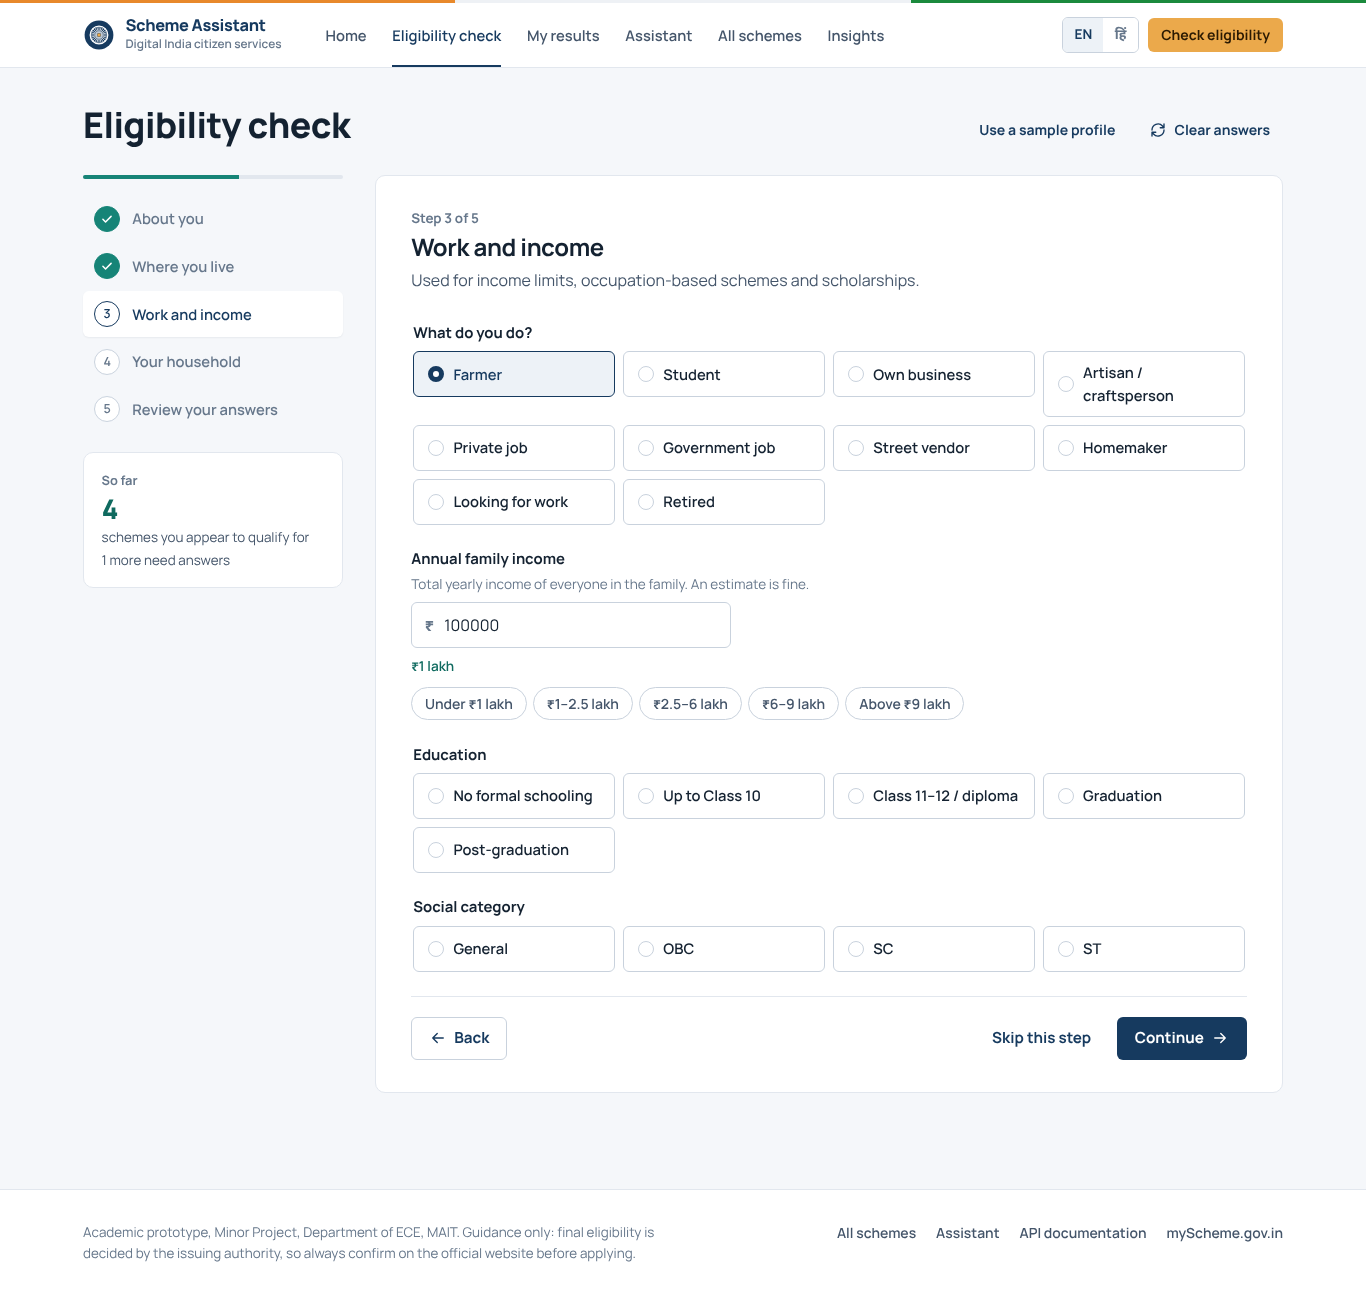 Scheme Assistant
Digital India citizen services
Home
Eligibility check
My results
Assistant
All schemes
Insights
EN
हिं
Check eligibility
Eligibility check
Use a sample profile
Clear answers
About you
Where you live
3 Work and income
4 Your household
5 Review your answers
So far
4
schemes you appear to qualify for
1 more need answers
Step 3 of 5
Work and income
Used for income limits, occupation-based schemes and scholarships.
What do you do?
Farmer
Student
Own business
Artisan /
craftsperson
Private job
Government job
Street vendor
Homemaker
Looking for work
Retired
Annual family income
Total yearly income of everyone in the family. An estimate is fine.
₹ 100000
₹1 lakh
Under ₹1 lakh
₹1–2.5 lakh
₹2.5–6 lakh
₹6–9 lakh
Above ₹9 lakh
Education
No formal schooling
Up to Class 10
Class 11–12 / diploma
Graduation
Post-graduation
Social category
General
OBC
SC
ST
Back
Skip this step
Continue
Academic prototype, Minor Project, Department of ECE, MAIT. Guidance only: final eligibility is
decided by the issuing authority, so always confirm on the official website before applying.
All schemes
Assistant
API documentation
myScheme.gov.in